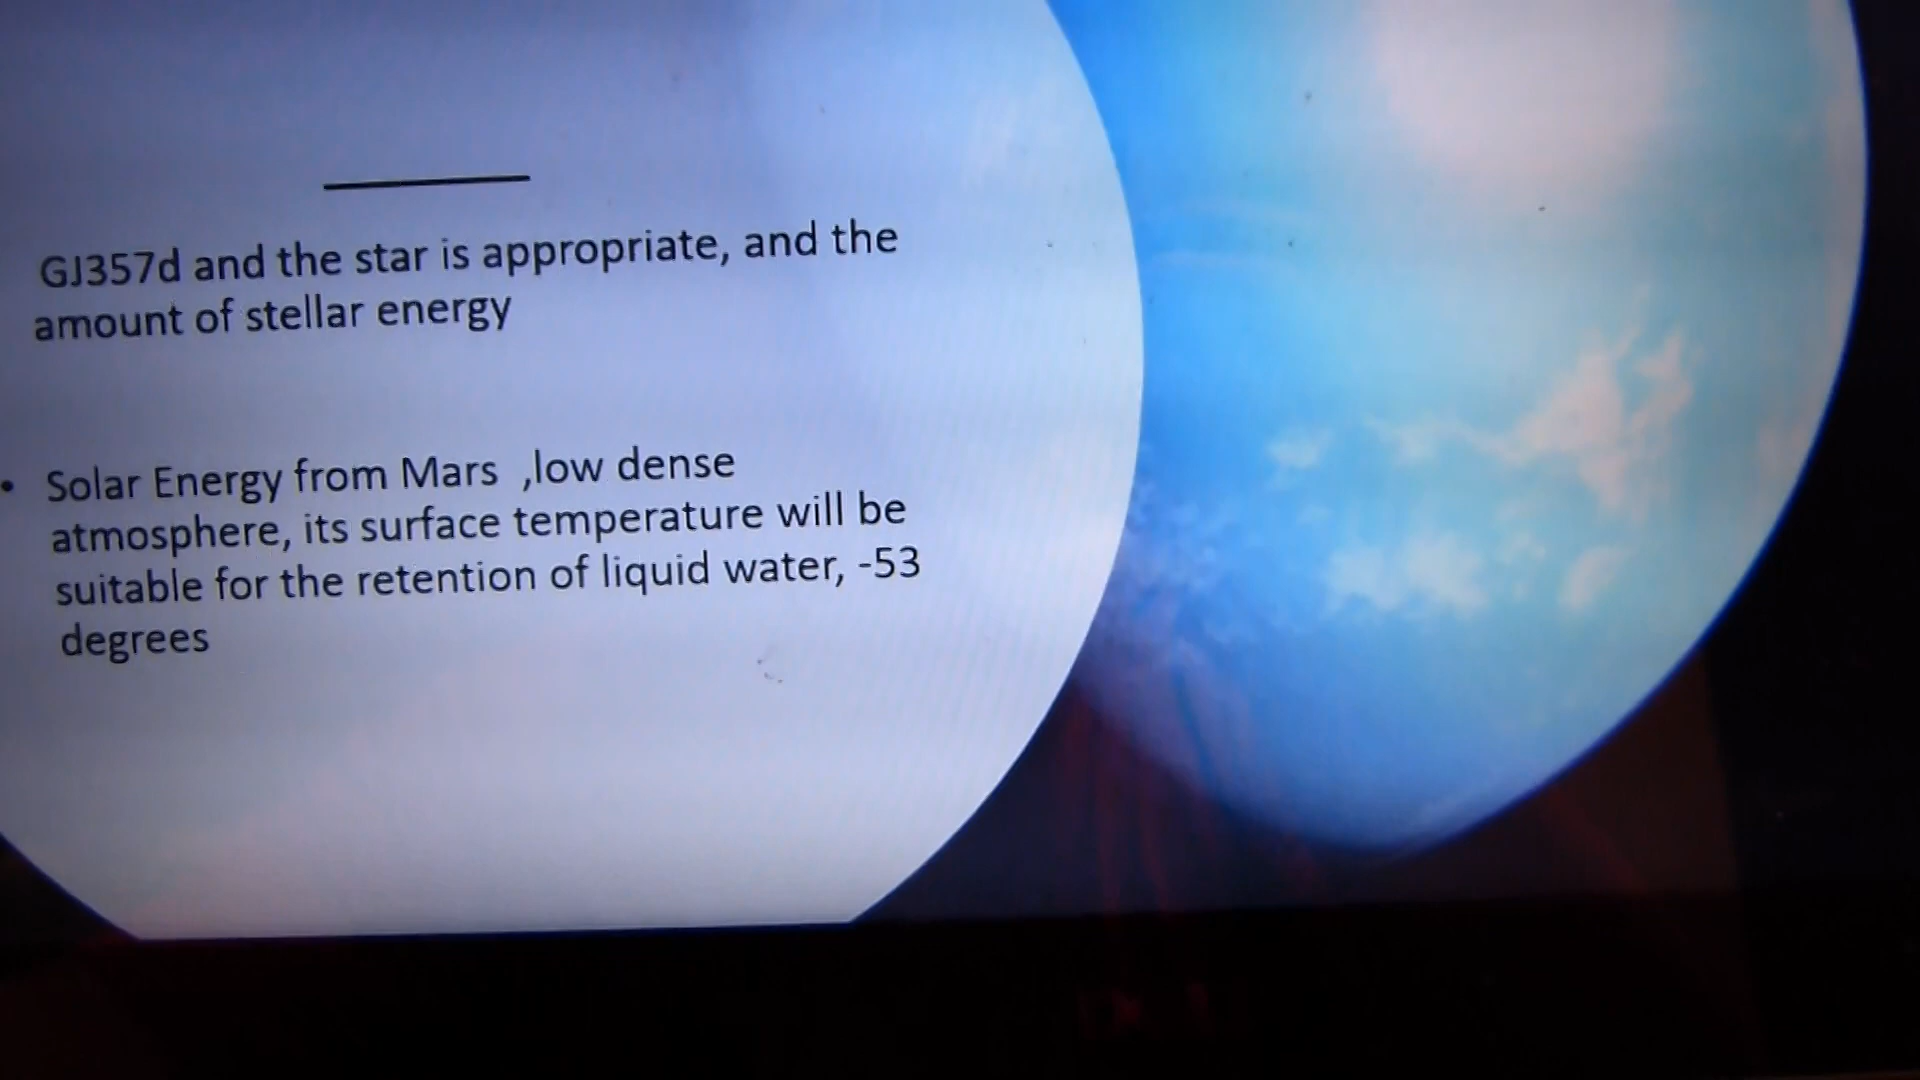 GJ357d and the star is appropriate, and the
amount of stellar energy
• Solar Energy from Mars ,low dense
atmosphere, its surface temperature will be
suitable for the retention of liquid water, -53
degrees